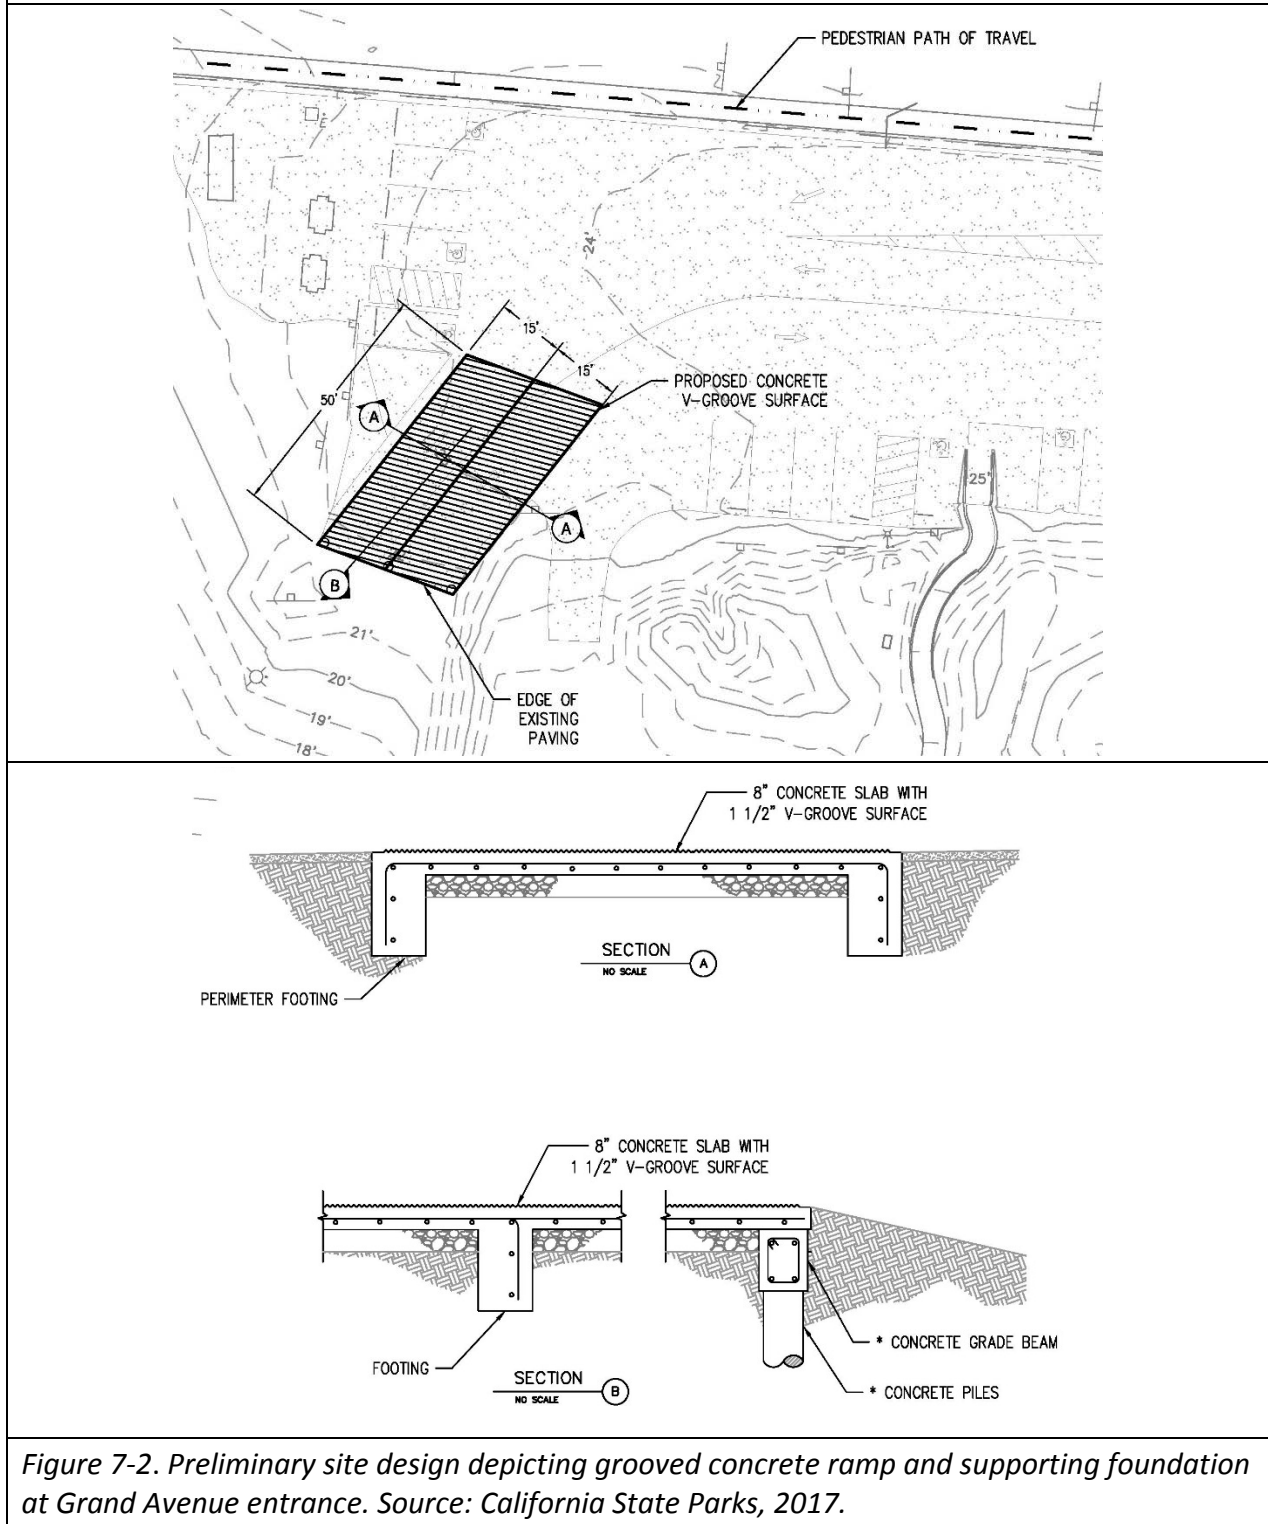 PEDESTRIAN PATH OF TRAVEL
E
24'
15'
15'
50'
PROPOSED CONCRETE
V-GROOVE SURFACE
A
A
25'
B
21'
20'
19'
18'
EDGE OF
EXISTING
PAVING
8" CONCRETE SLAB WITH
1 1/2" V-GROOVE SURFACE
SECTION
NO SCALE
A
PERIMETER FOOTING
8" CONCRETE SLAB WITH
1 1/2" V-GROOVE SURFACE
* CONCRETE GRADE BEAM
FOOTING
SECTION
NO SCALE
B
* CONCRETE PILES
Figure 7-2. Preliminary site design depicting grooved concrete ramp and supporting foundation
at Grand Avenue entrance. Source: California State Parks, 2017.